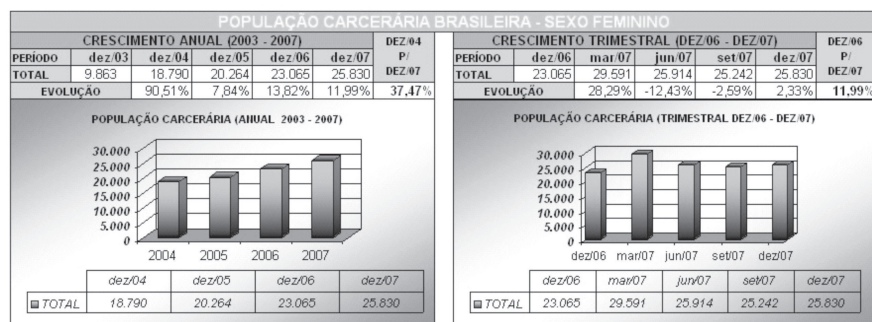 POPULAÇÃO CARCERÁRIA BRASILEIRA - SEXO FEMININO
CRESCIMENTO ANUAL (2003 - 2007) DEZ/04 P/ DEZ/07
PERÍODO dez/03 dez/04 dez/05 dez/06 dez/07
TOTAL 9.863 18.790 20.264 23.065 25.830
EVOLUÇÃO 90,51% 7,84% 13,82% 11,99% 37,47%
POPULAÇÃO CARCERÁRIA (ANUAL 2003 - 2007)
30.000
25.000
20.000
15.000
10.000
5.000
0
2004 2005 2006 2007
dez/04 dez/05 dez/06 dez/07
TOTAL 18.790 20.264 23.065 25.830
CRESCIMENTO TRIMESTRAL (DEZ/06 - DEZ/07) DEZ/06 P/ DEZ/07
PERÍODO dez/06 mar/07 jun/07 set/07 dez/07
TOTAL 23.065 29.591 25.914 25.242 25.830
EVOLUÇÃO 28,29% -12,43% -2,59% 2,33% 11,99%
POPULAÇÃO CARCERÁRIA (TRIMESTRAL DEZ/06 - DEZ/07)
30.000
25.000
20.000
15.000
10.000
5.000
0
dez/06 mar/07 jun/07 set/07 dez/07
dez/06 mar/07 jun/07 set/07 dez/07
TOTAL 23.065 29.591 25.914 25.242 25.830